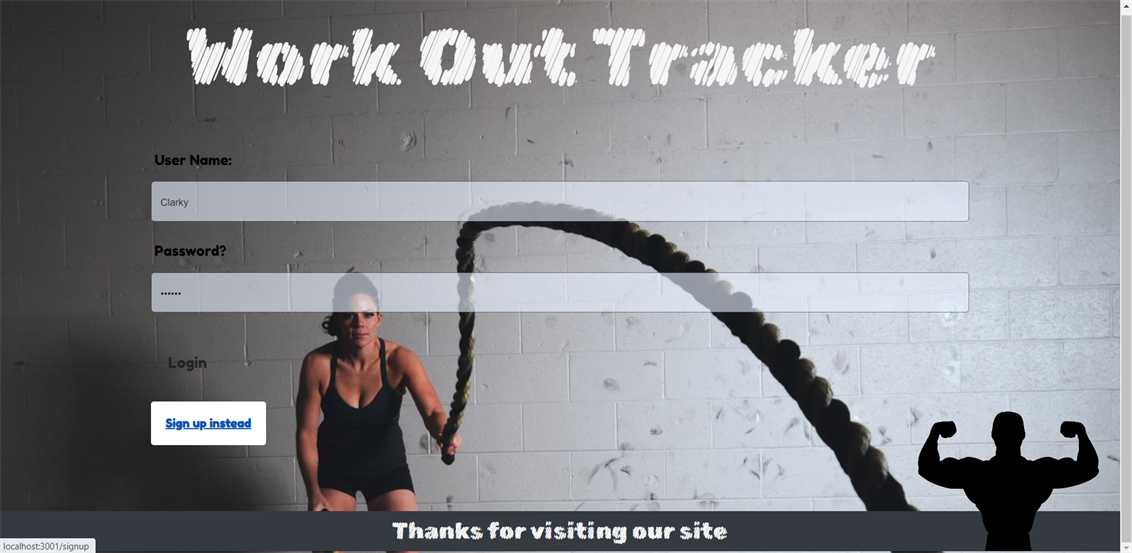 Work Out Tracker
User Name:
Clarky
Password?
••••••
Login
Sign up instead
Thanks for visiting our site
localhost:3001/signup